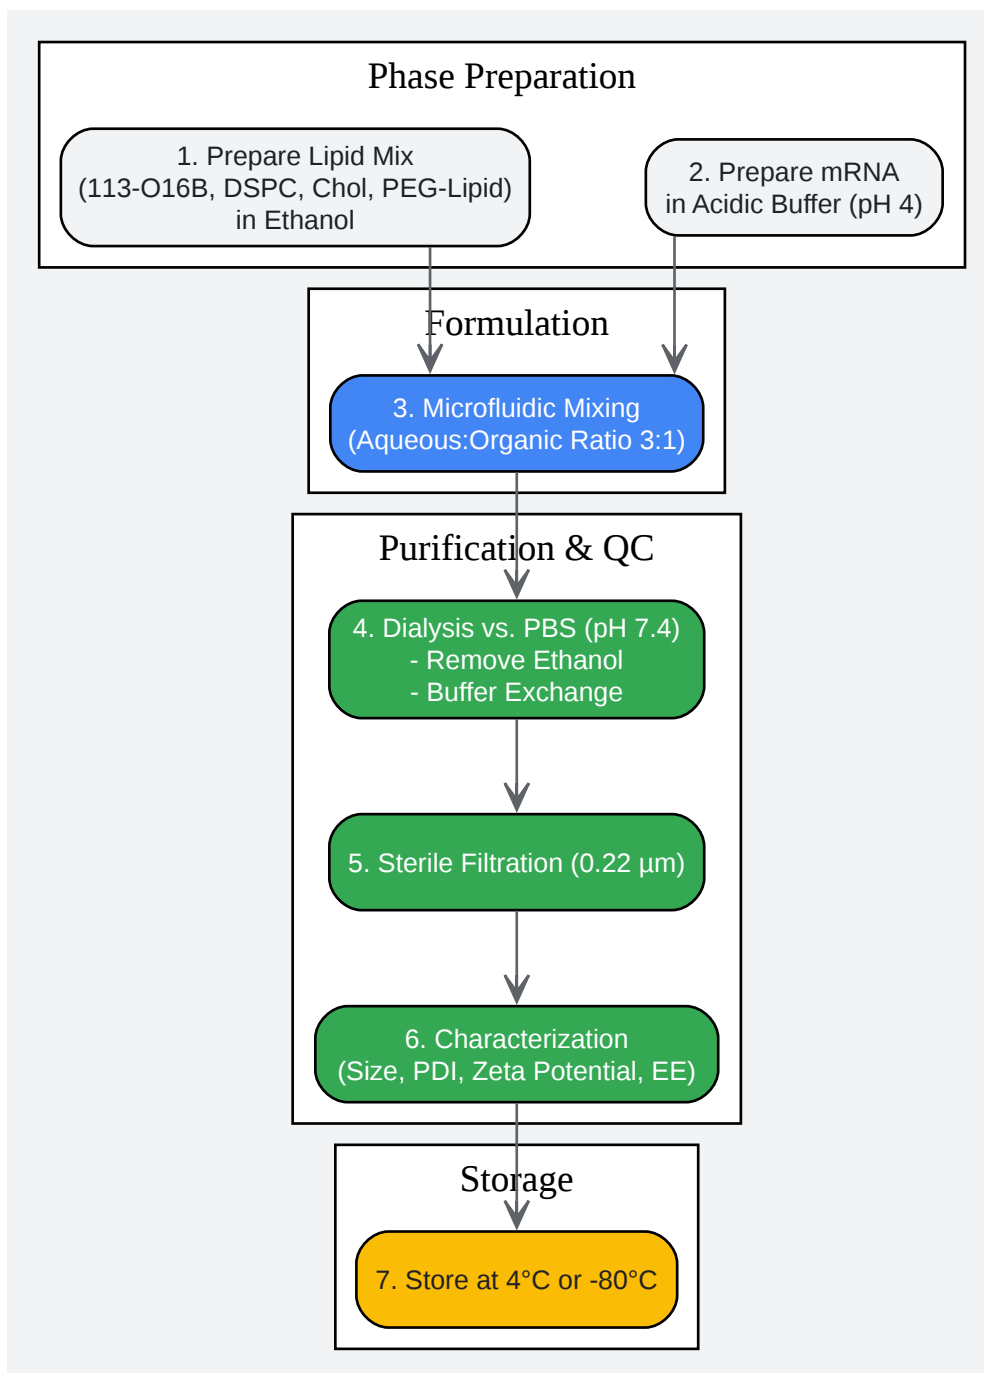 Phase Preparation
1. Prepare Lipid Mix
(113-O16B, DSPC, Chol, PEG-Lipid)
in Ethanol
2. Prepare mRNA
in Acidic Buffer (pH 4)
Formulation
3. Microfluidic Mixing
(Aqueous:Organic Ratio 3:1)
Purification & QC
4. Dialysis vs. PBS (pH 7.4)
- Remove Ethanol
- Buffer Exchange
5. Sterile Filtration (0.22 µm)
6. Characterization
(Size, PDI, Zeta Potential, EE)
Storage
7. Store at 4°C or -80°C